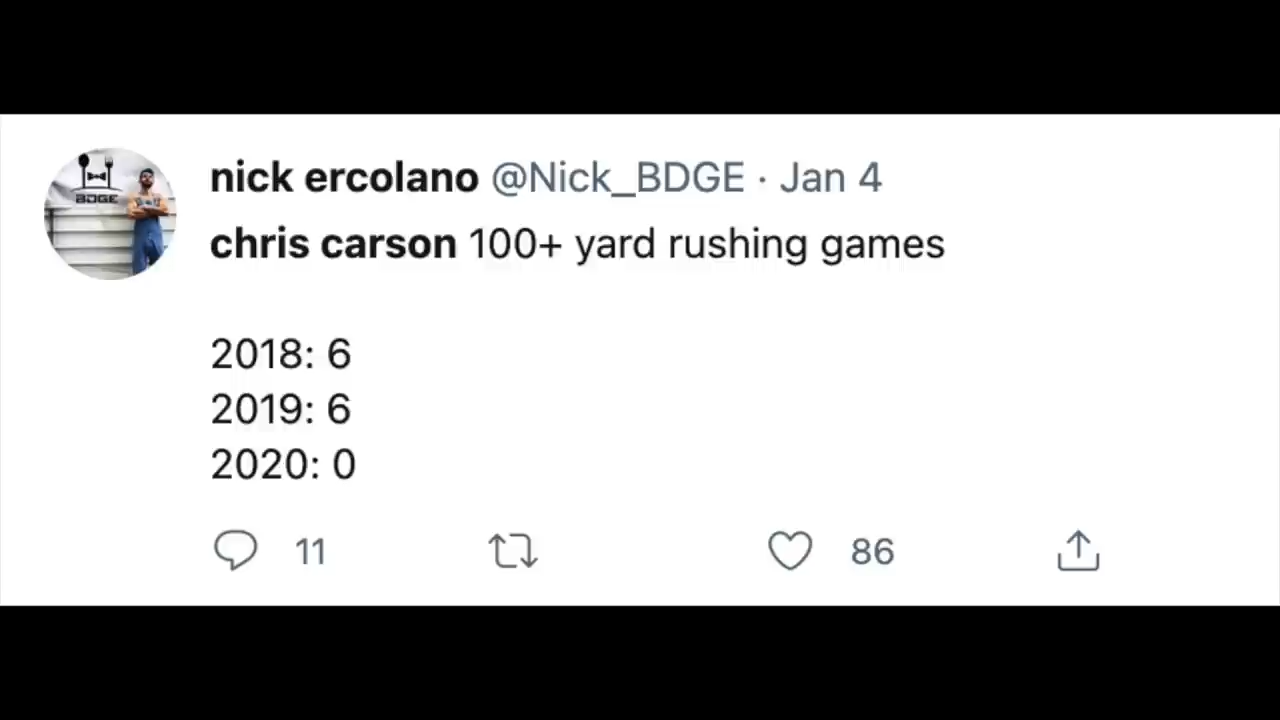 nick ercolano @Nick_BDGE · Jan 4
BDGE
chris carson 100+ yard rushing games
2018: 6
2019: 6
2020: 0
11 86